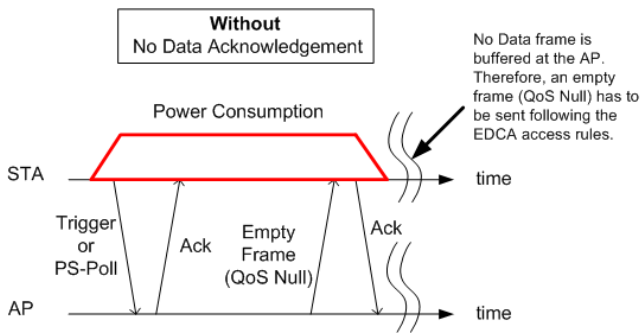 Without
No Data Acknowledgement
No Data frame is
buffered at the AP.
Therefore, an empty
frame (QoS Null) has to
be sent following the
EDCA access rules.
Power Consumption
STA
time
Trigger
or
PS-Poll
Ack
Empty
Frame
(QoS Null)
Ack
AP
time